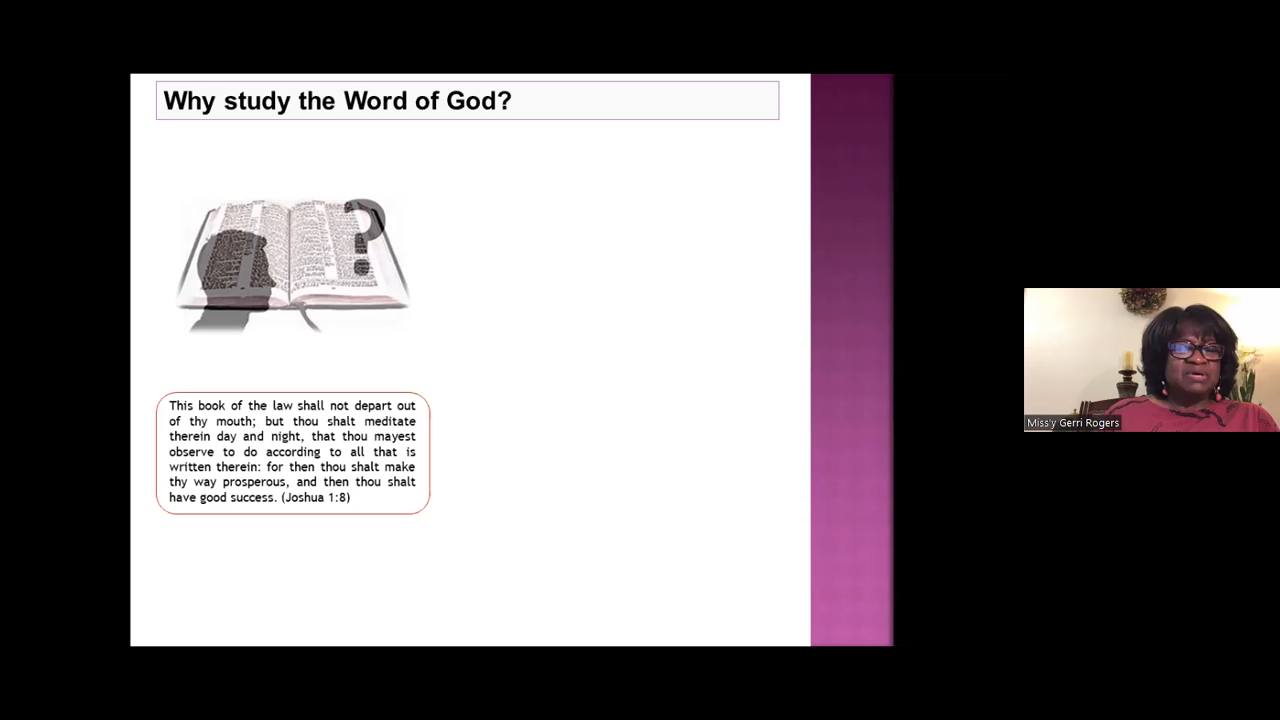 Why study the Word of God?
?
This book of the law shall not depart out
of thy mouth; but thou shalt meditate
therein day and night, that thou mayest
observe to do according to all that is
written therein: for then thou shalt make
thy way prosperous, and then thou shalt
have good success. (Joshua 1:8)
Miss'y Gerri Rogers